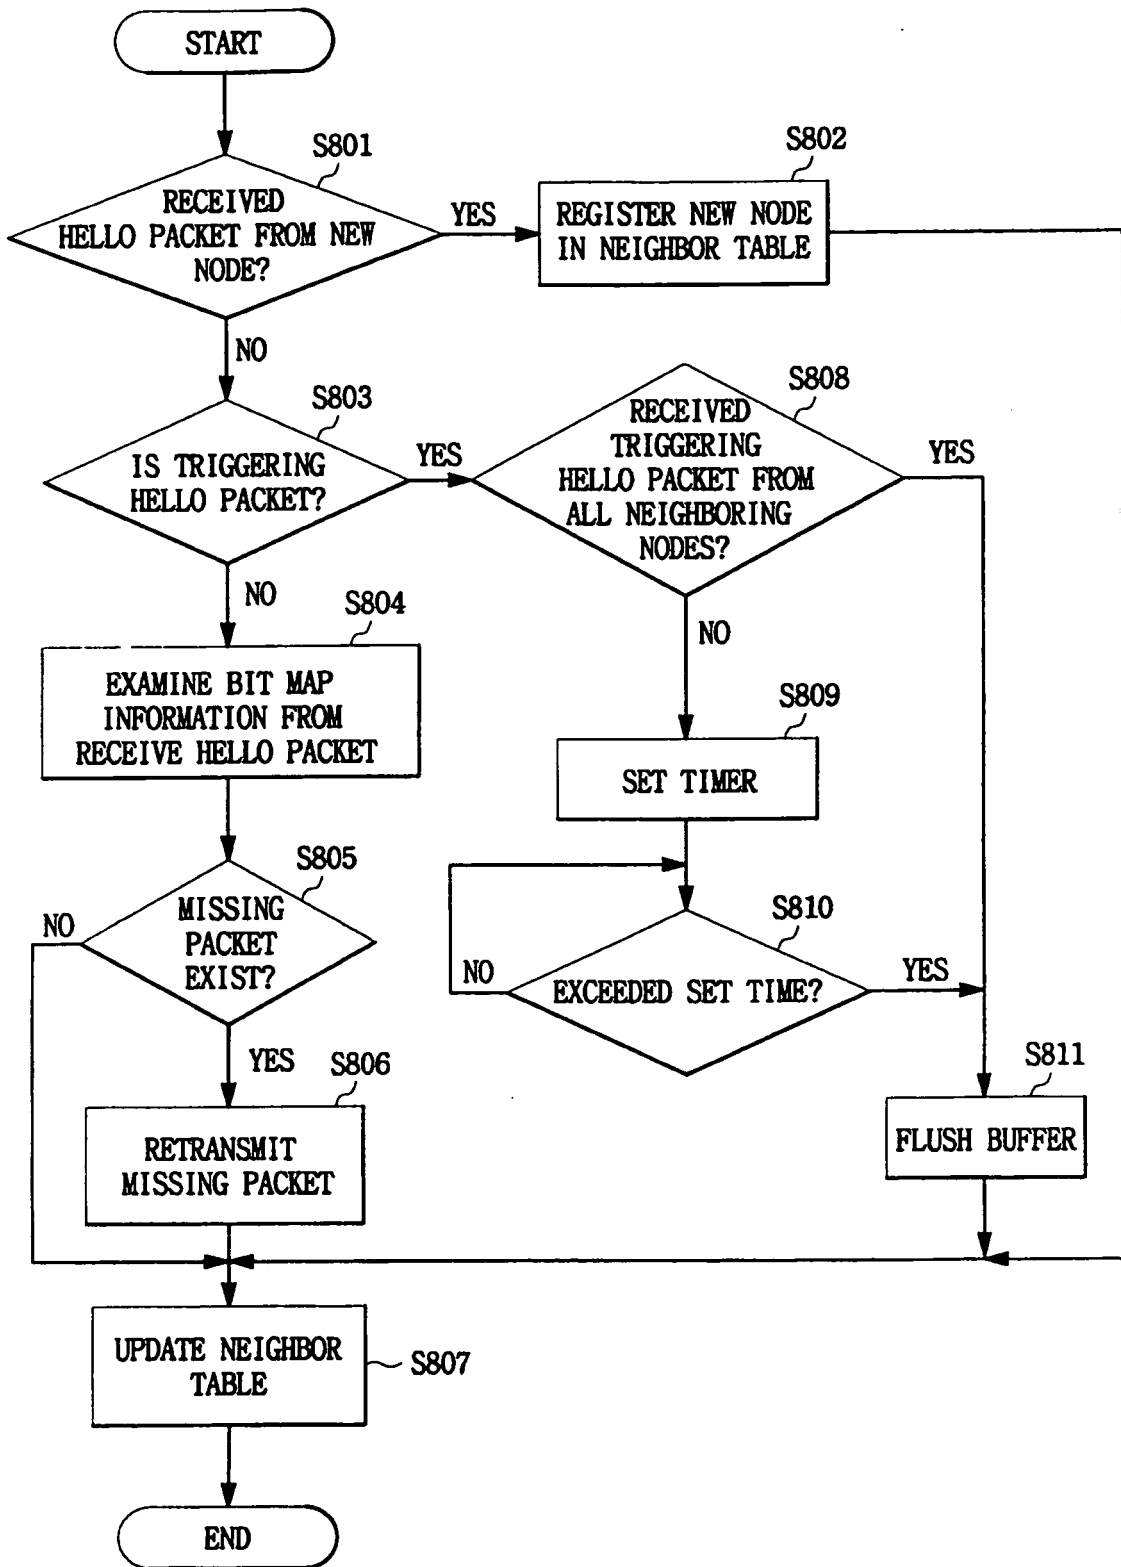 START
S801
RECEIVED
HELLO PACKET FROM NEW
NODE?
YES
S802
REGISTER NEW NODE
IN NEIGHBOR TABLE
NO
S803
IS TRIGGERING
HELLO PACKET?
YES
S808
RECEIVED
TRIGGERING
HELLO PACKET FROM
ALL NEIGHBORING
NODES?
YES
NO
S804
EXAMINE BIT MAP
INFORMATION FROM
RECEIVE HELLO PACKET
NO
S809
SET TIMER
S805
MISSING
PACKET
EXIST?
NO
S810
EXCEEDED SET TIME?
NO
YES
YES
S806
RETRANSMIT
MISSING PACKET
S811
FLUSH BUFFER
UPDATE NEIGHBOR
TABLE
S807
END